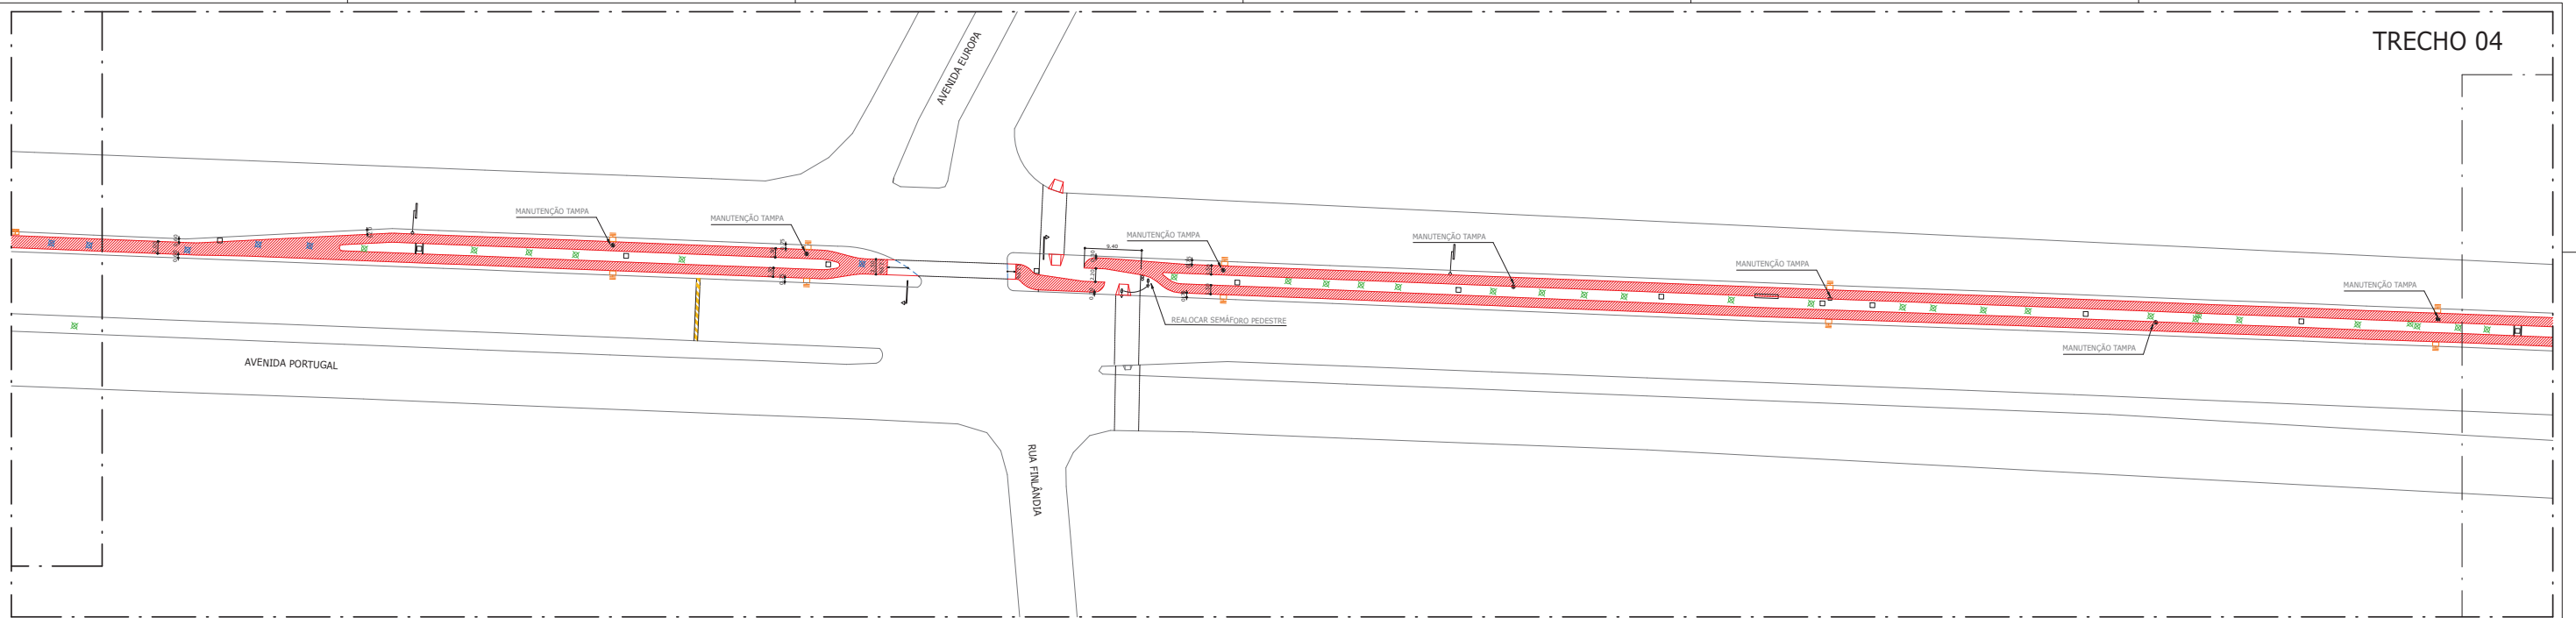 TRECHO 04
AVENIDA EUROPA
MANUTENÇÃO TAMPA
MANUTENÇÃO TAMPA
MANUTENÇÃO TAMPA
MANUTENÇÃO TAMPA
MANUTENÇÃO TAMPA
MANUTENÇÃO TAMPA
MANUTENÇÃO TAMPA
9.40
REALOCAR SEMÁFORO PEDESTRE
AVENIDA PORTUGAL
RUA FINLÂNDIA